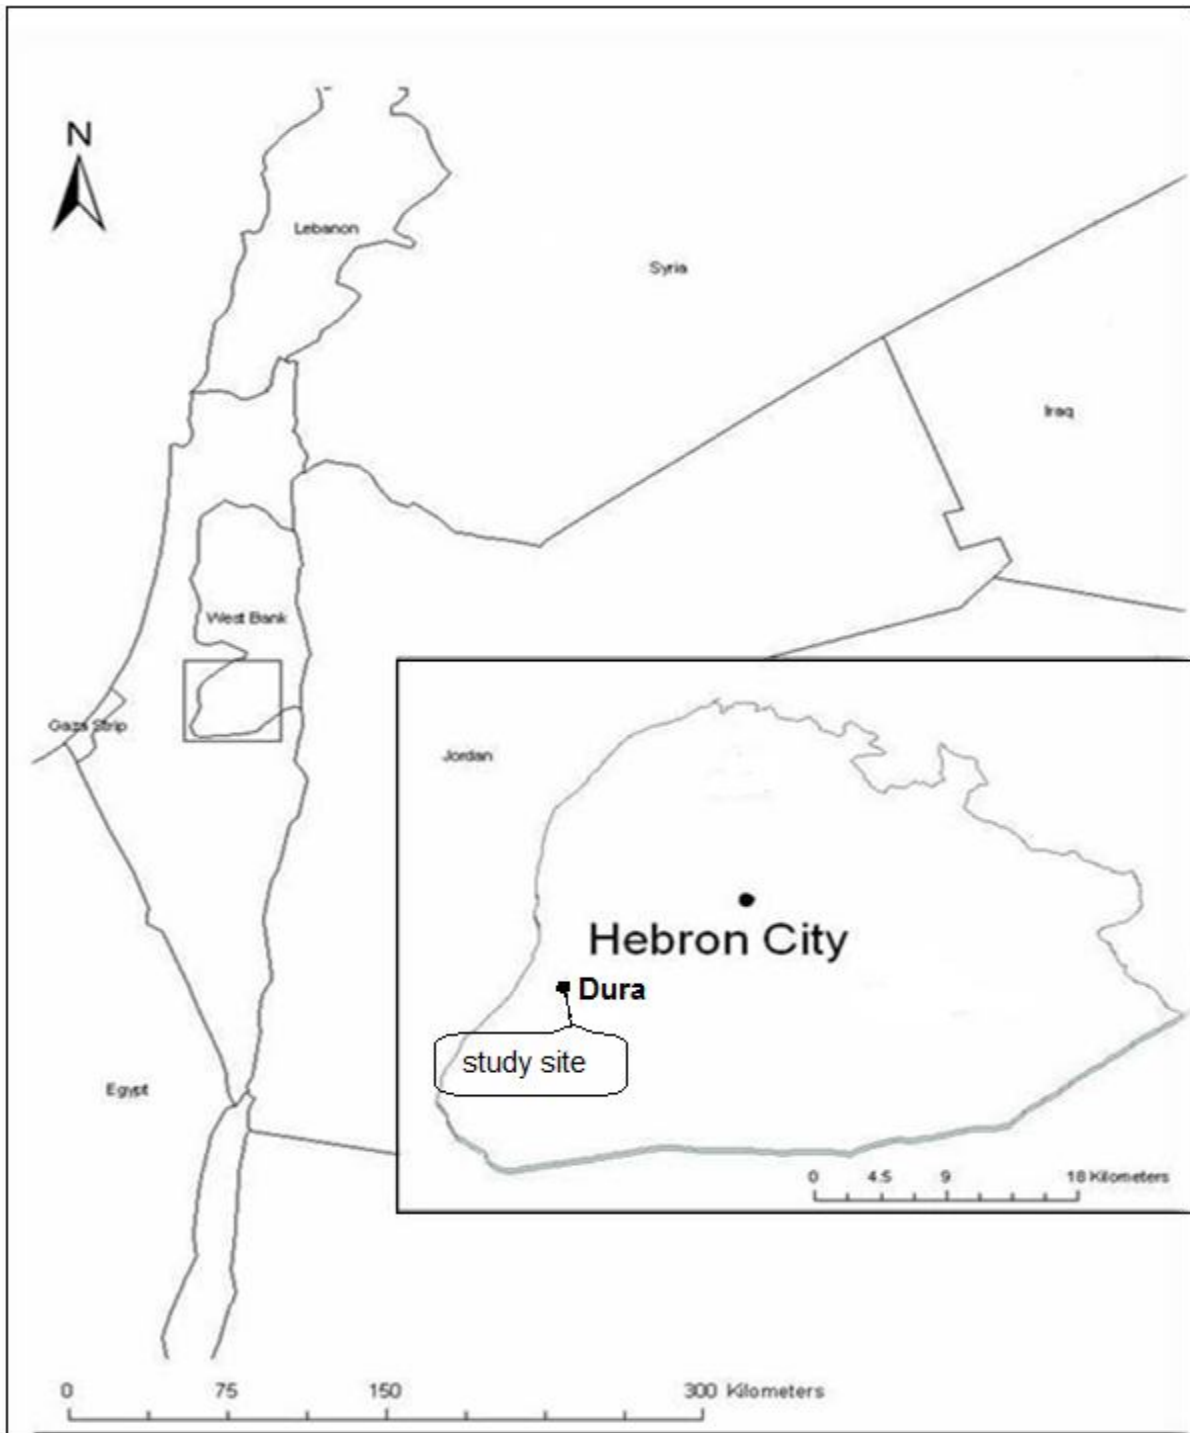 N
Lebanon
Syria
Iraq
West Bank
Gaza Strip
Jordan
Hebron City
Dura
study site
Egypt
0 4.5 9 18 Kilometers
0 75 150 300 Kilometers